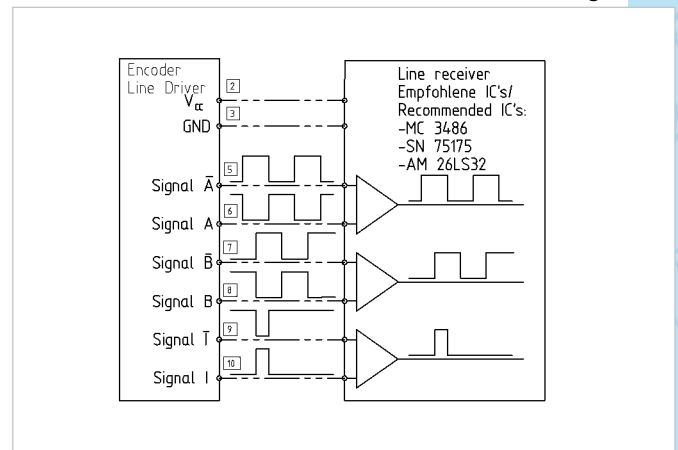 Encoder
Line Driver
Vcc
GND
Signal A̅
Signal A
Signal B̅
Signal B
Signal I̅
Signal I
2
3
5
6
7
8
9
10
Line receiver
Empfohlene IC's/
Recommended IC's:
-MC 3486
-SN 75175
-AM 26LS32